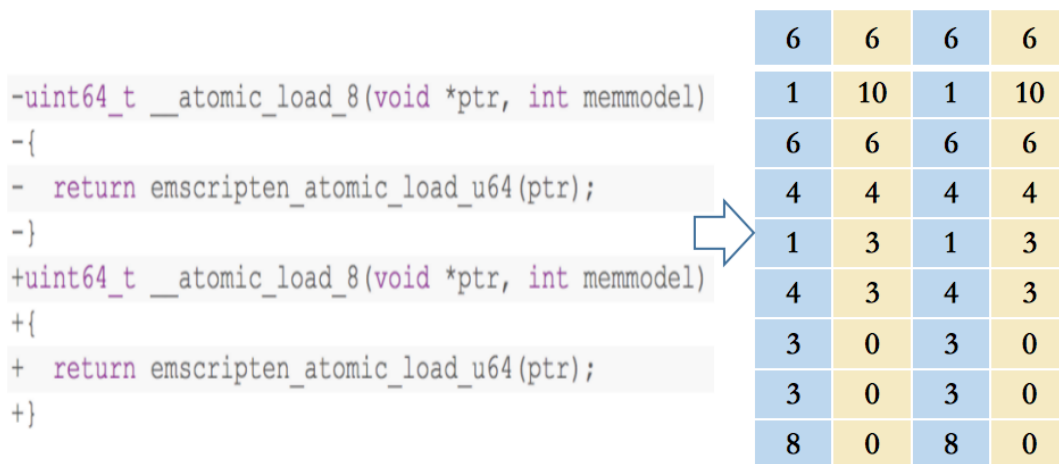 -uint64_t __atomic_load_8(void *ptr, int memmodel)
-{
-  return emscripten_atomic_load_u64(ptr);
-}
+uint64_t __atomic_load_8(void *ptr, int memmodel)
+{
+  return emscripten_atomic_load_u64(ptr);
+}
6 6 6 6
1 10 1 10
6 6 6 6
4 4 4 4
1 3 1 3
4 3 4 3
3 0 3 0
3 0 3 0
8 0 8 0